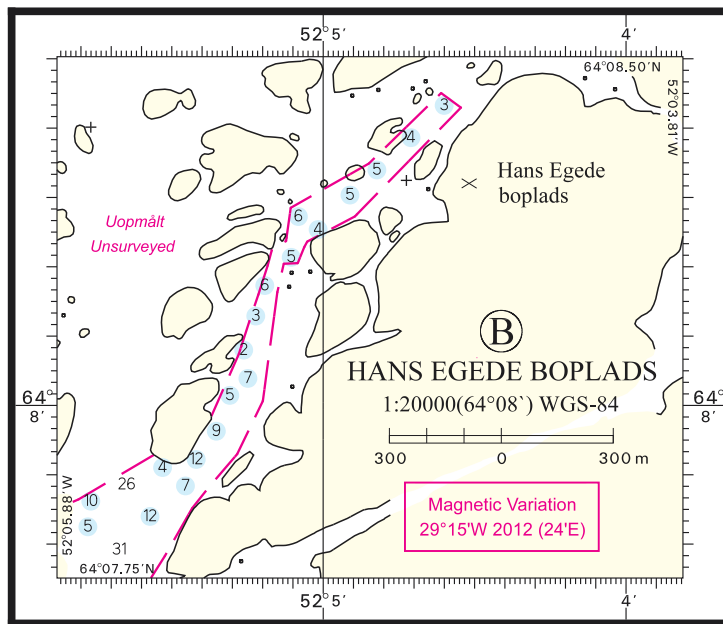 52°5′
4′
64°08.50′N
52°03.81′W
3
4
5
5
6
4
5
6
3
2
7
5
9
12
4
7
26
10
12
5
31
Hans Egede
boplads
Uopmålt
Unsurveyed
B
HANS EGEDE BOPLADS
1:20000(64°08`) WGS-84
300 0 300 m
Magnetic Variation
29°15'W 2012 (24'E)
64°
8′
64°
8′
52°05.88′W
64°07.75′N
52°5′
4′